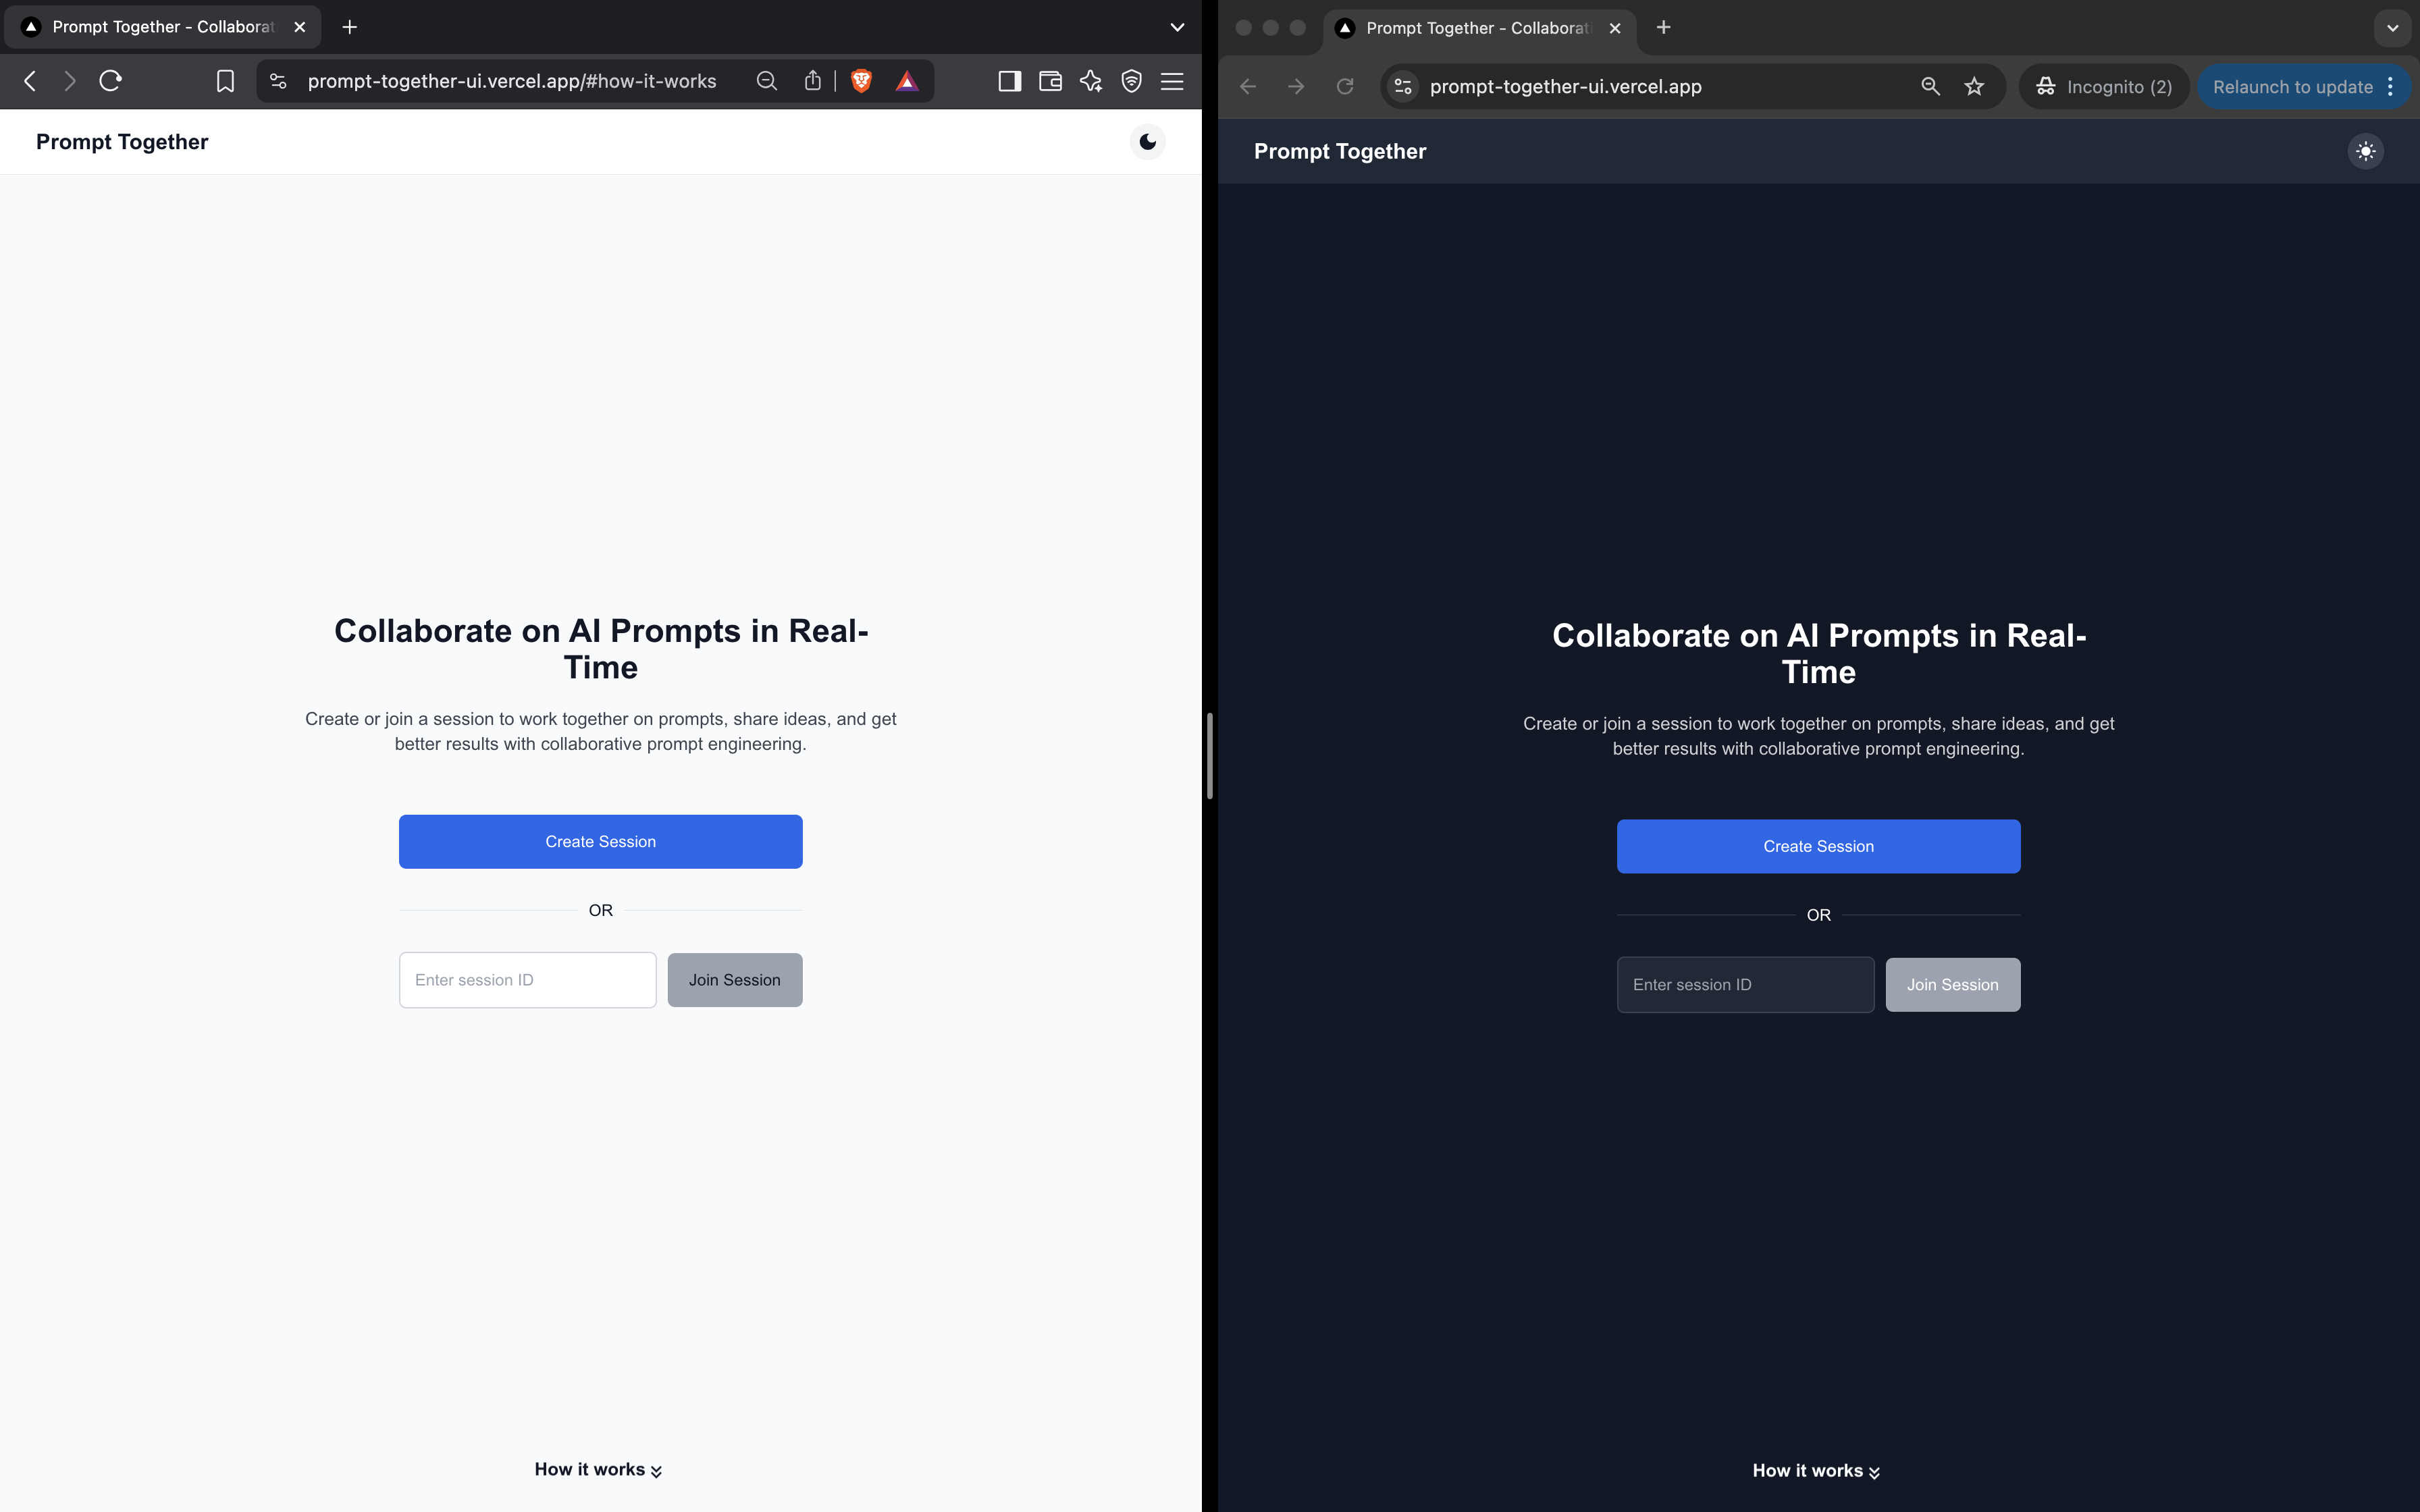 Prompt Together - Collaborat
prompt-together-ui.vercel.app/#how-it-works
Prompt Together
Collaborate on AI Prompts in Real-
Time
Create or join a session to work together on prompts, share ideas, and get
better results with collaborative prompt engineering.
Create Session
OR
Enter session ID
Join Session
How it works
Prompt Together - Collaborat
prompt-together-ui.vercel.app
Incognito (2)
Relaunch to update
Prompt Together
Collaborate on AI Prompts in Real-
Time
Create or join a session to work together on prompts, share ideas, and get
better results with collaborative prompt engineering.
Create Session
OR
Enter session ID
Join Session
How it works